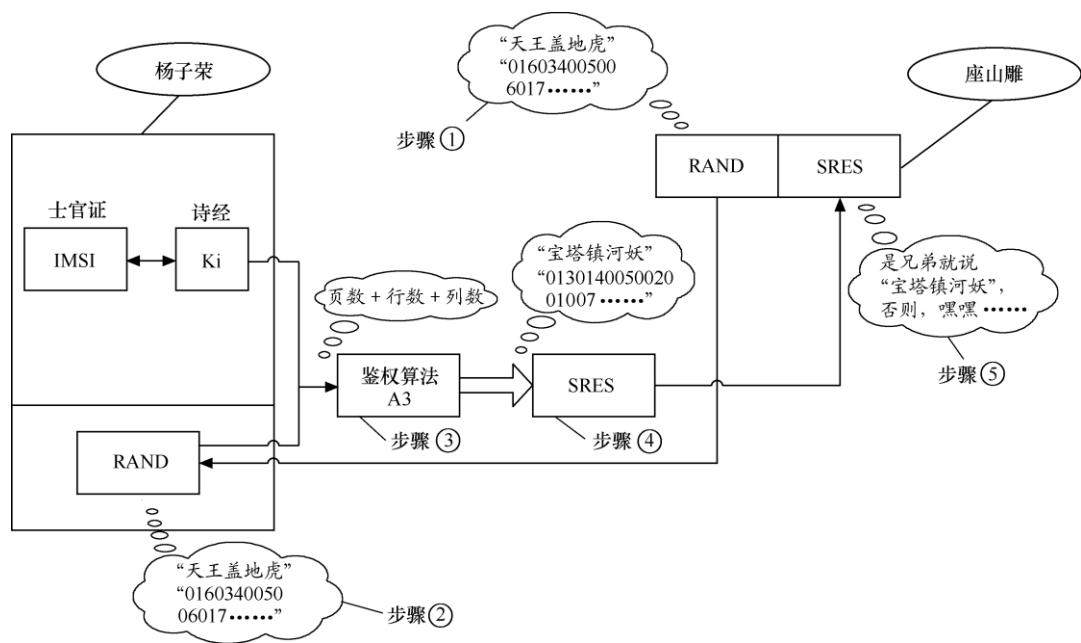 杨子荣
“天王盖地虎”
“01603400500
6017……”
座山雕
步骤①
RAND
SRES
士官证
诗经
IMSI
Ki
“宝塔镇河妖”
“0130140050020
01007……”
页数+行数+列数
是兄弟就说
“宝塔镇河妖”，
否则，嘿嘿……
步骤⑤
鉴权算法
A3
SRES
步骤③
步骤④
RAND
“天王盖地虎”
“0160340050
06017……”
步骤②